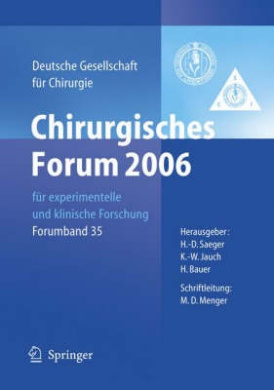 Deutsche Gesellschaft
für Chirurgie
Chirurgisches
Forum 2006
für experimentelle
und klinische Forschung
Forumband 35
Herausgeber:
H.-D. Saeger
K.-W. Jauch
H. Bauer
Schriftleitung:
M. D. Menger
Springer